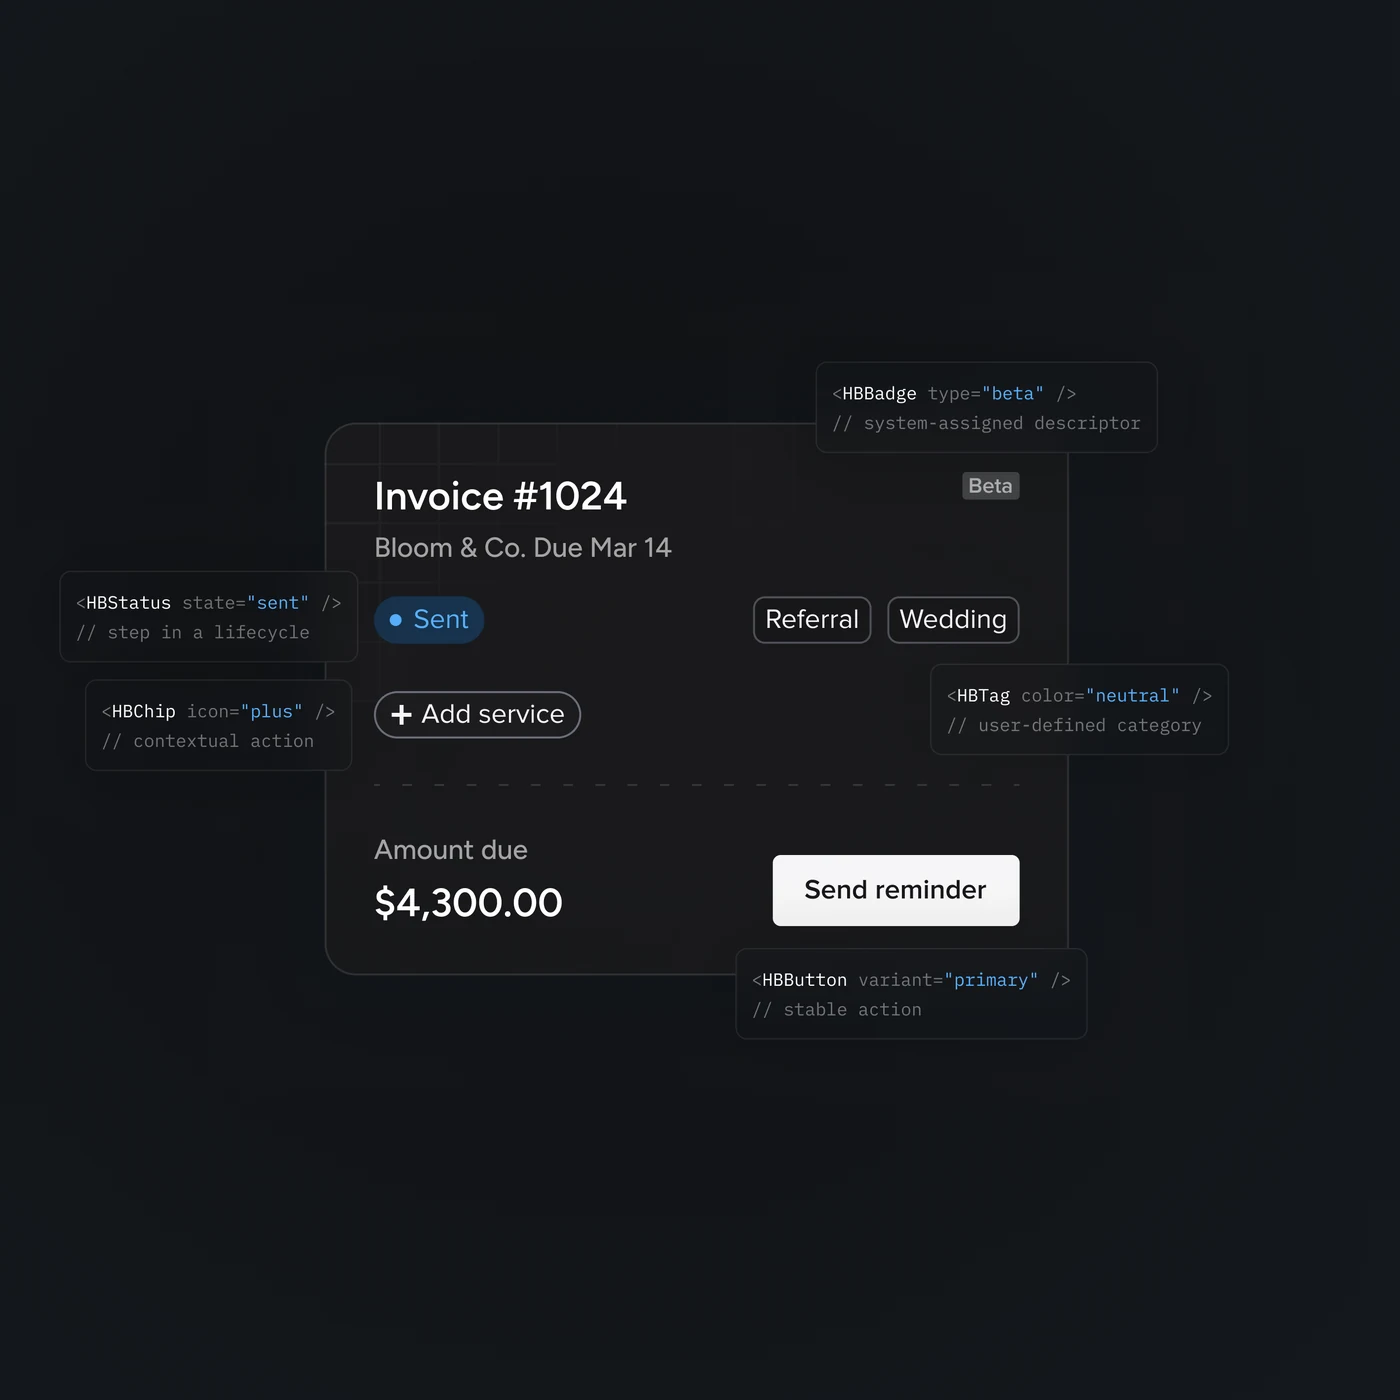 <HBBadge type="beta" />
// system-assigned descriptor
Invoice #1024
Beta
Bloom & Co. Due Mar 14
<HBStatus state="sent" />
// step in a lifecycle
Sent
Referral
Wedding
<HBTag color="neutral" />
// user-defined category
<HBChip icon="plus" />
// contextual action
+ Add service
Amount due
$4,300.00
Send reminder
<HBButton variant="primary" />
// stable action